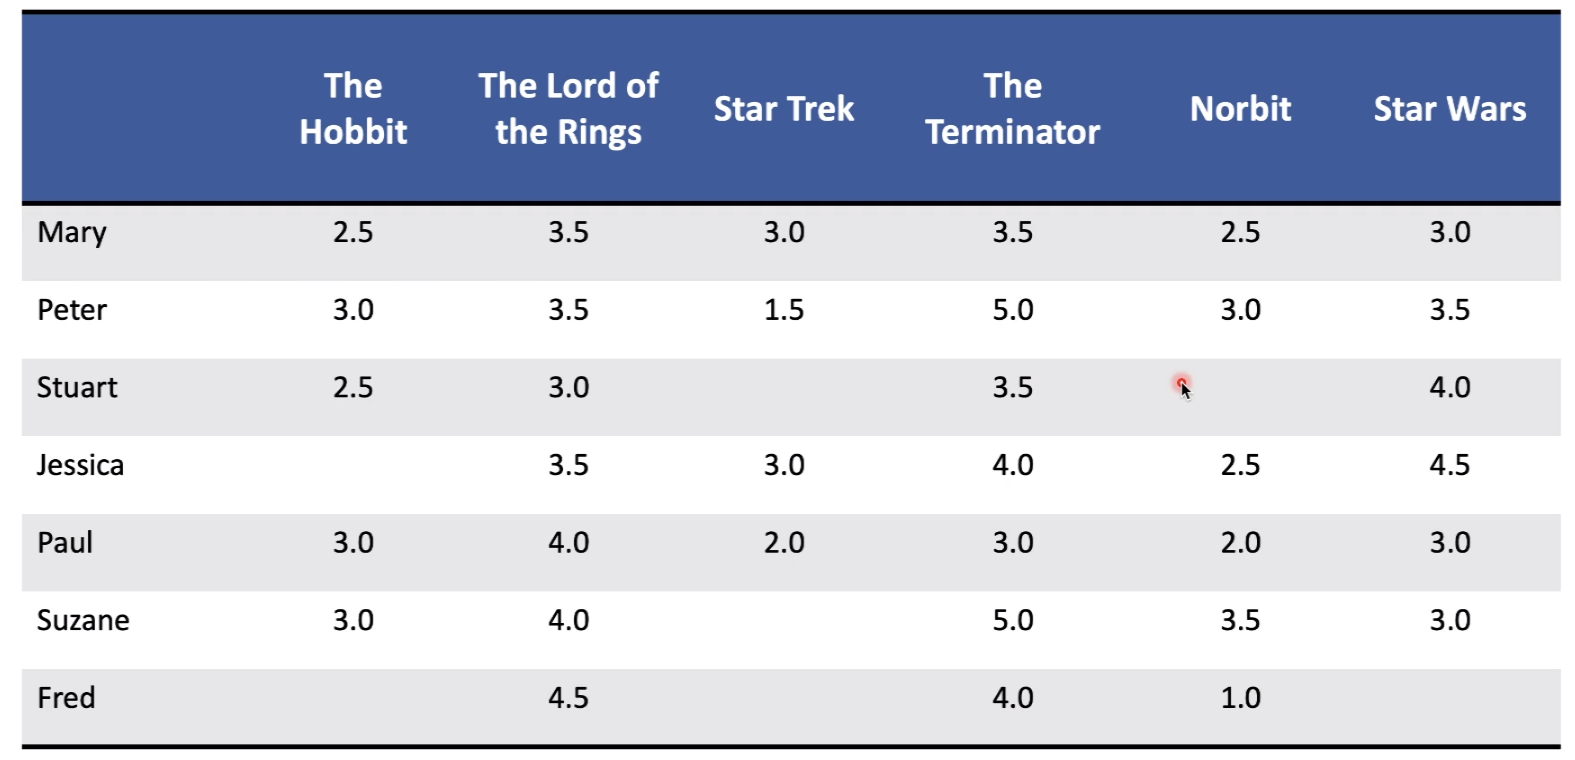 The Hobbit The Lord of the Rings Star Trek The Terminator Norbit Star Wars
Mary 2.5 3.5 3.0 3.5 2.5 3.0
Peter 3.0 3.5 1.5 5.0 3.0 3.5
Stuart 2.5 3.0 3.5 4.0
Jessica 3.5 3.0 4.0 2.5 4.5
Paul 3.0 4.0 2.0 3.0 2.0 3.0
Suzane 3.0 4.0 5.0 3.5 3.0
Fred 4.5 4.0 1.0